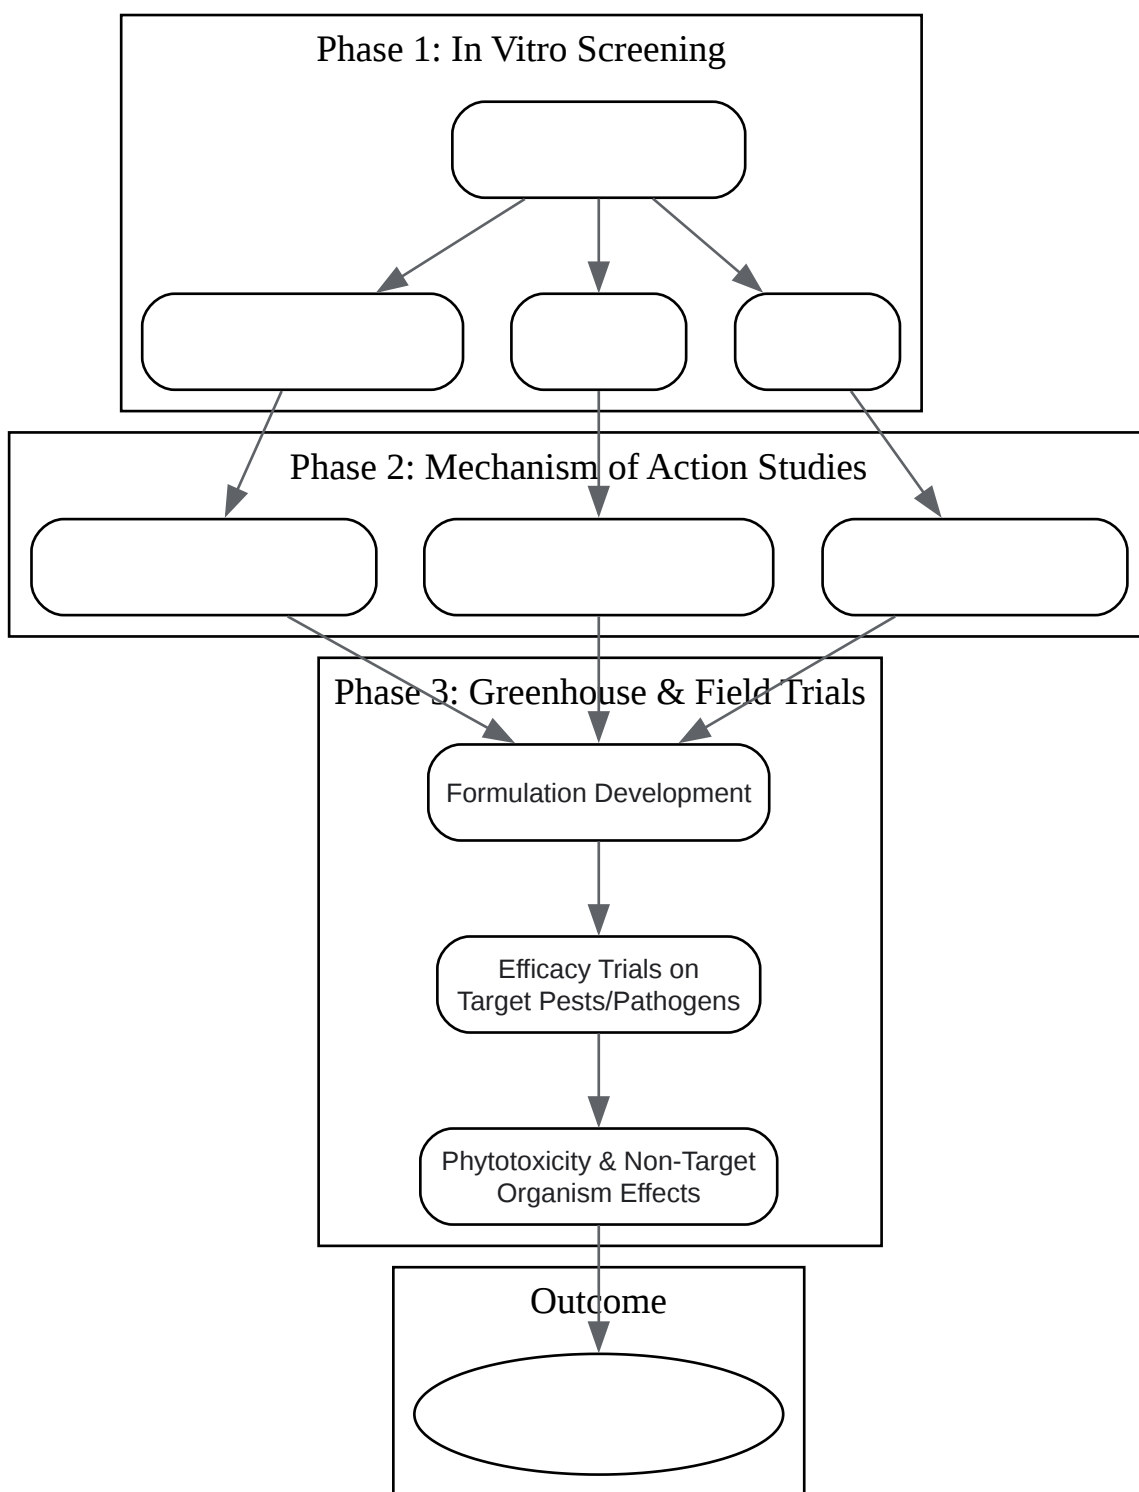 Phase 1: In Vitro Screening
Phase 2: Mechanism of Action Studies
Phase 3: Greenhouse & Field Trials
Formulation Development
Efficacy Trials on
Target Pests/Pathogens
Phytotoxicity & Non-Target
Organism Effects
Outcome